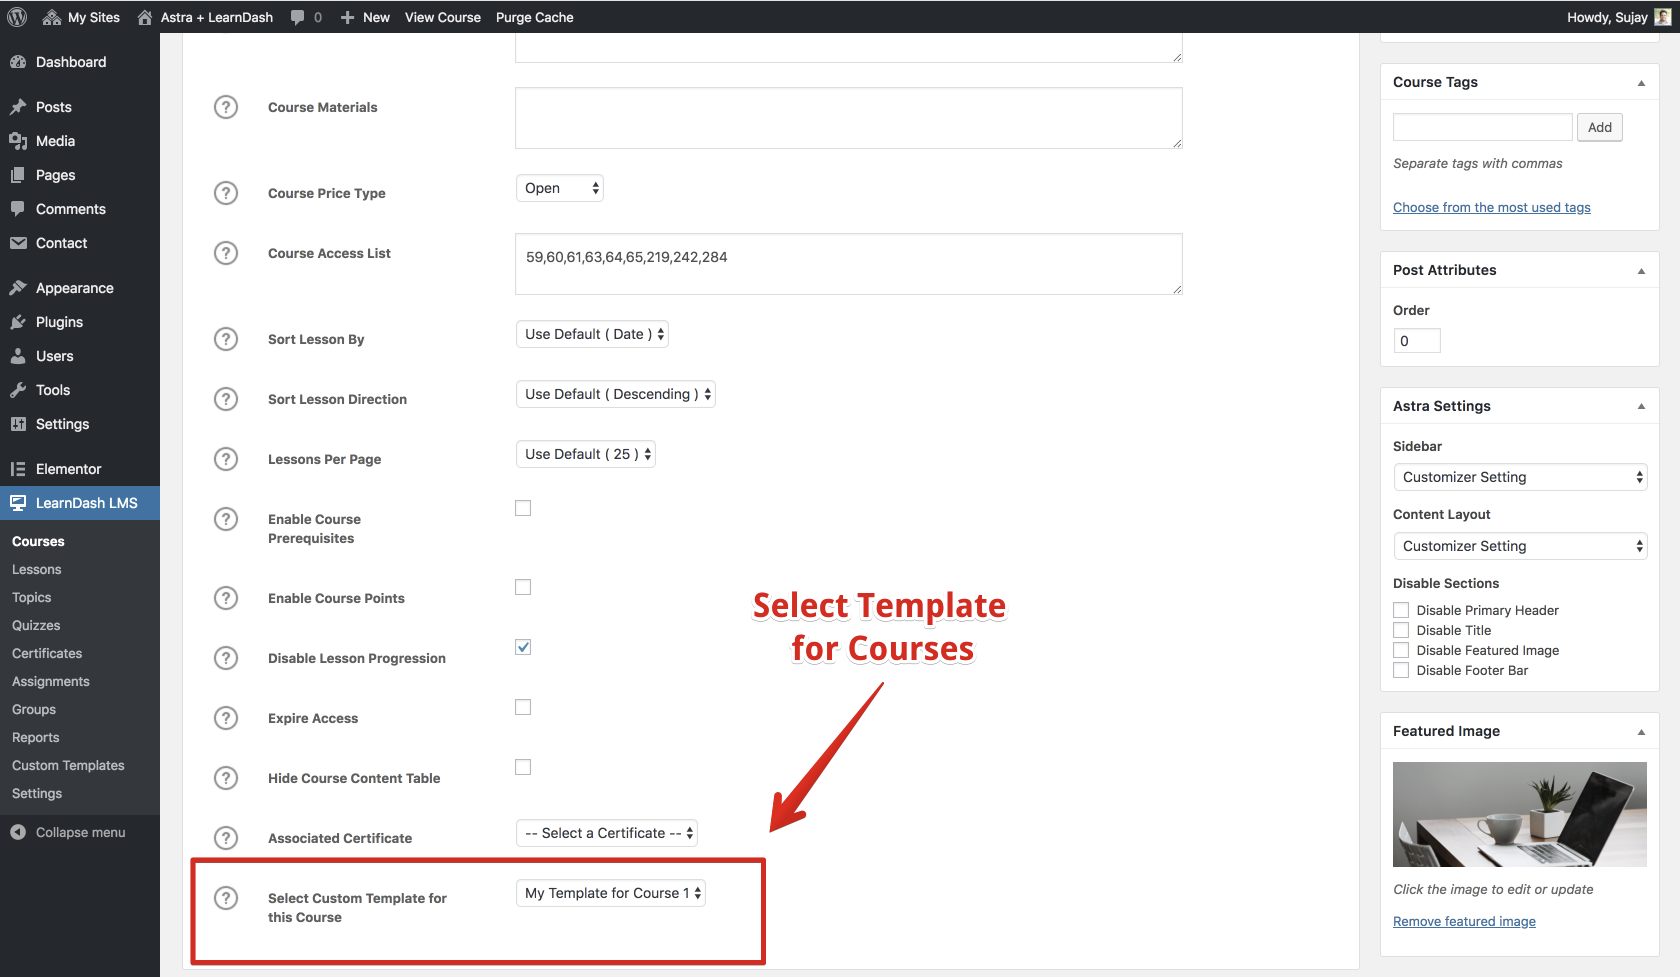 My Sites
Astra + LearnDash
0
New
View Course
Purge Cache
Howdy, Sujay
Dashboard
Posts
Media
Pages
Comments
Contact
Appearance
Plugins
Users
Tools
Settings
Elementor
LearnDash LMS
Courses
Lessons
Topics
Quizzes
Certificates
Assignments
Groups
Reports
Custom Templates
Settings
Collapse menu
? Course Materials
? Course Price Type
Open
? Course Access List
59,60,61,63,64,65,219,242,284
? Sort Lesson By
Use Default ( Date )
? Sort Lesson Direction
Use Default ( Descending )
? Lessons Per Page
Use Default ( 25 )
? Enable Course
Prerequisites
? Enable Course Points
? Disable Lesson Progression
? Expire Access
? Hide Course Content Table
? Associated Certificate
-- Select a Certificate --
? Select Custom Template for
this Course
My Template for Course 1
Select Template
for Courses
Course Tags
Add
Separate tags with commas
Choose from the most used tags
Post Attributes
Order
0
Astra Settings
Sidebar
Customizer Setting
Content Layout
Customizer Setting
Disable Sections
Disable Primary Header
Disable Title
Disable Featured Image
Disable Footer Bar
Featured Image
Click the image to edit or update
Remove featured image